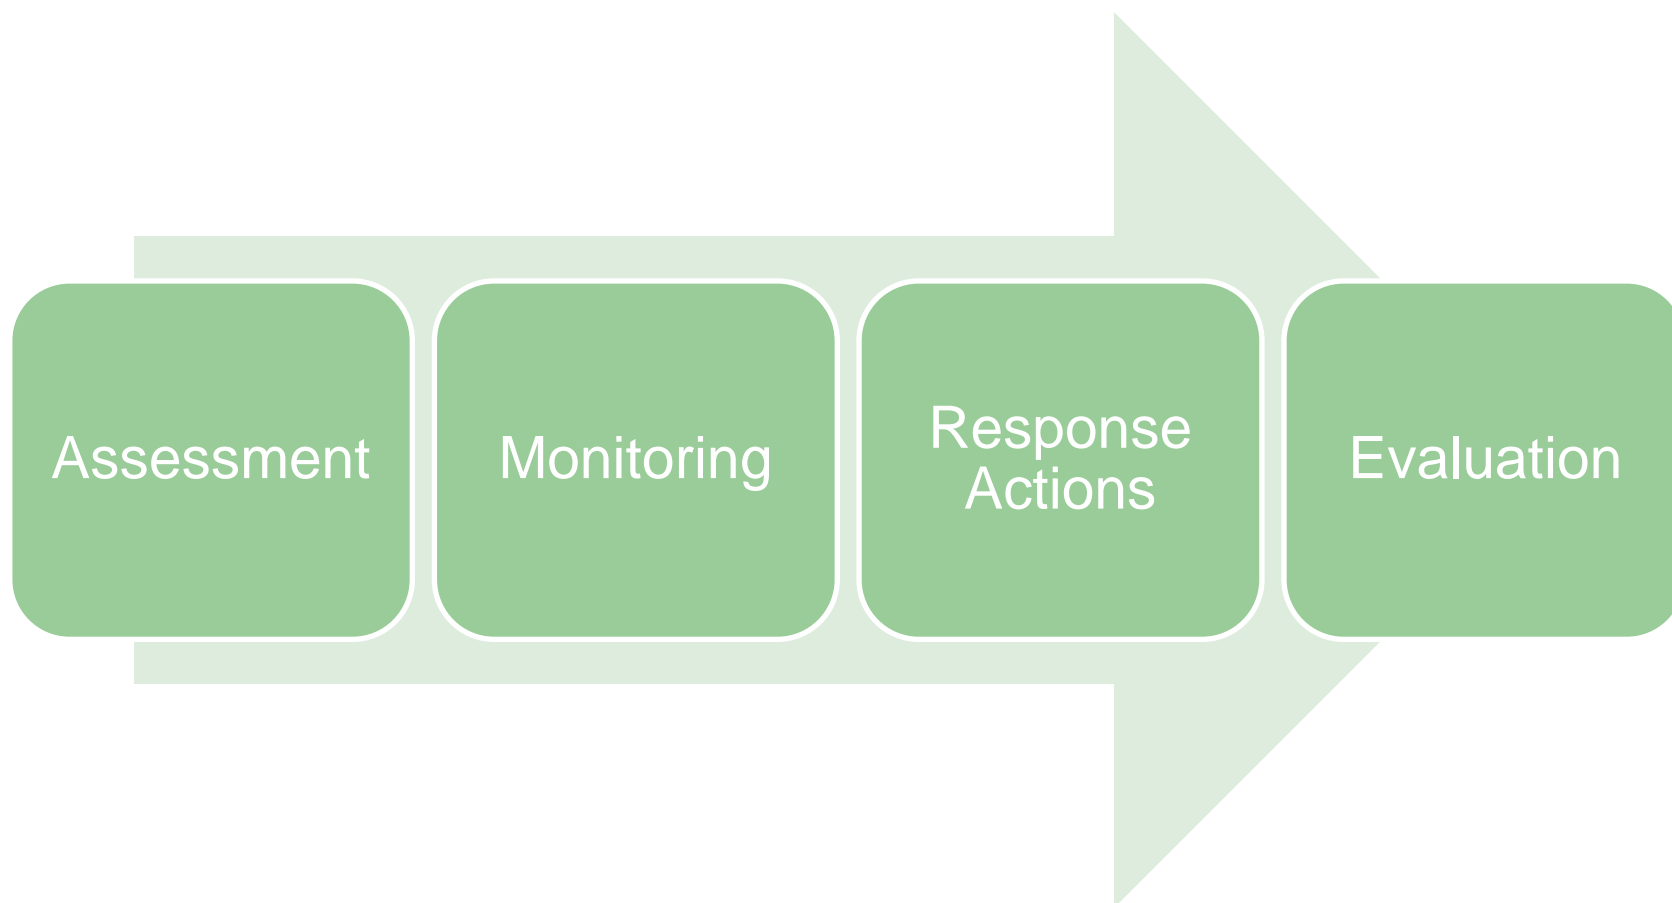 Assessment
Monitoring
Response
Actions
Evaluation